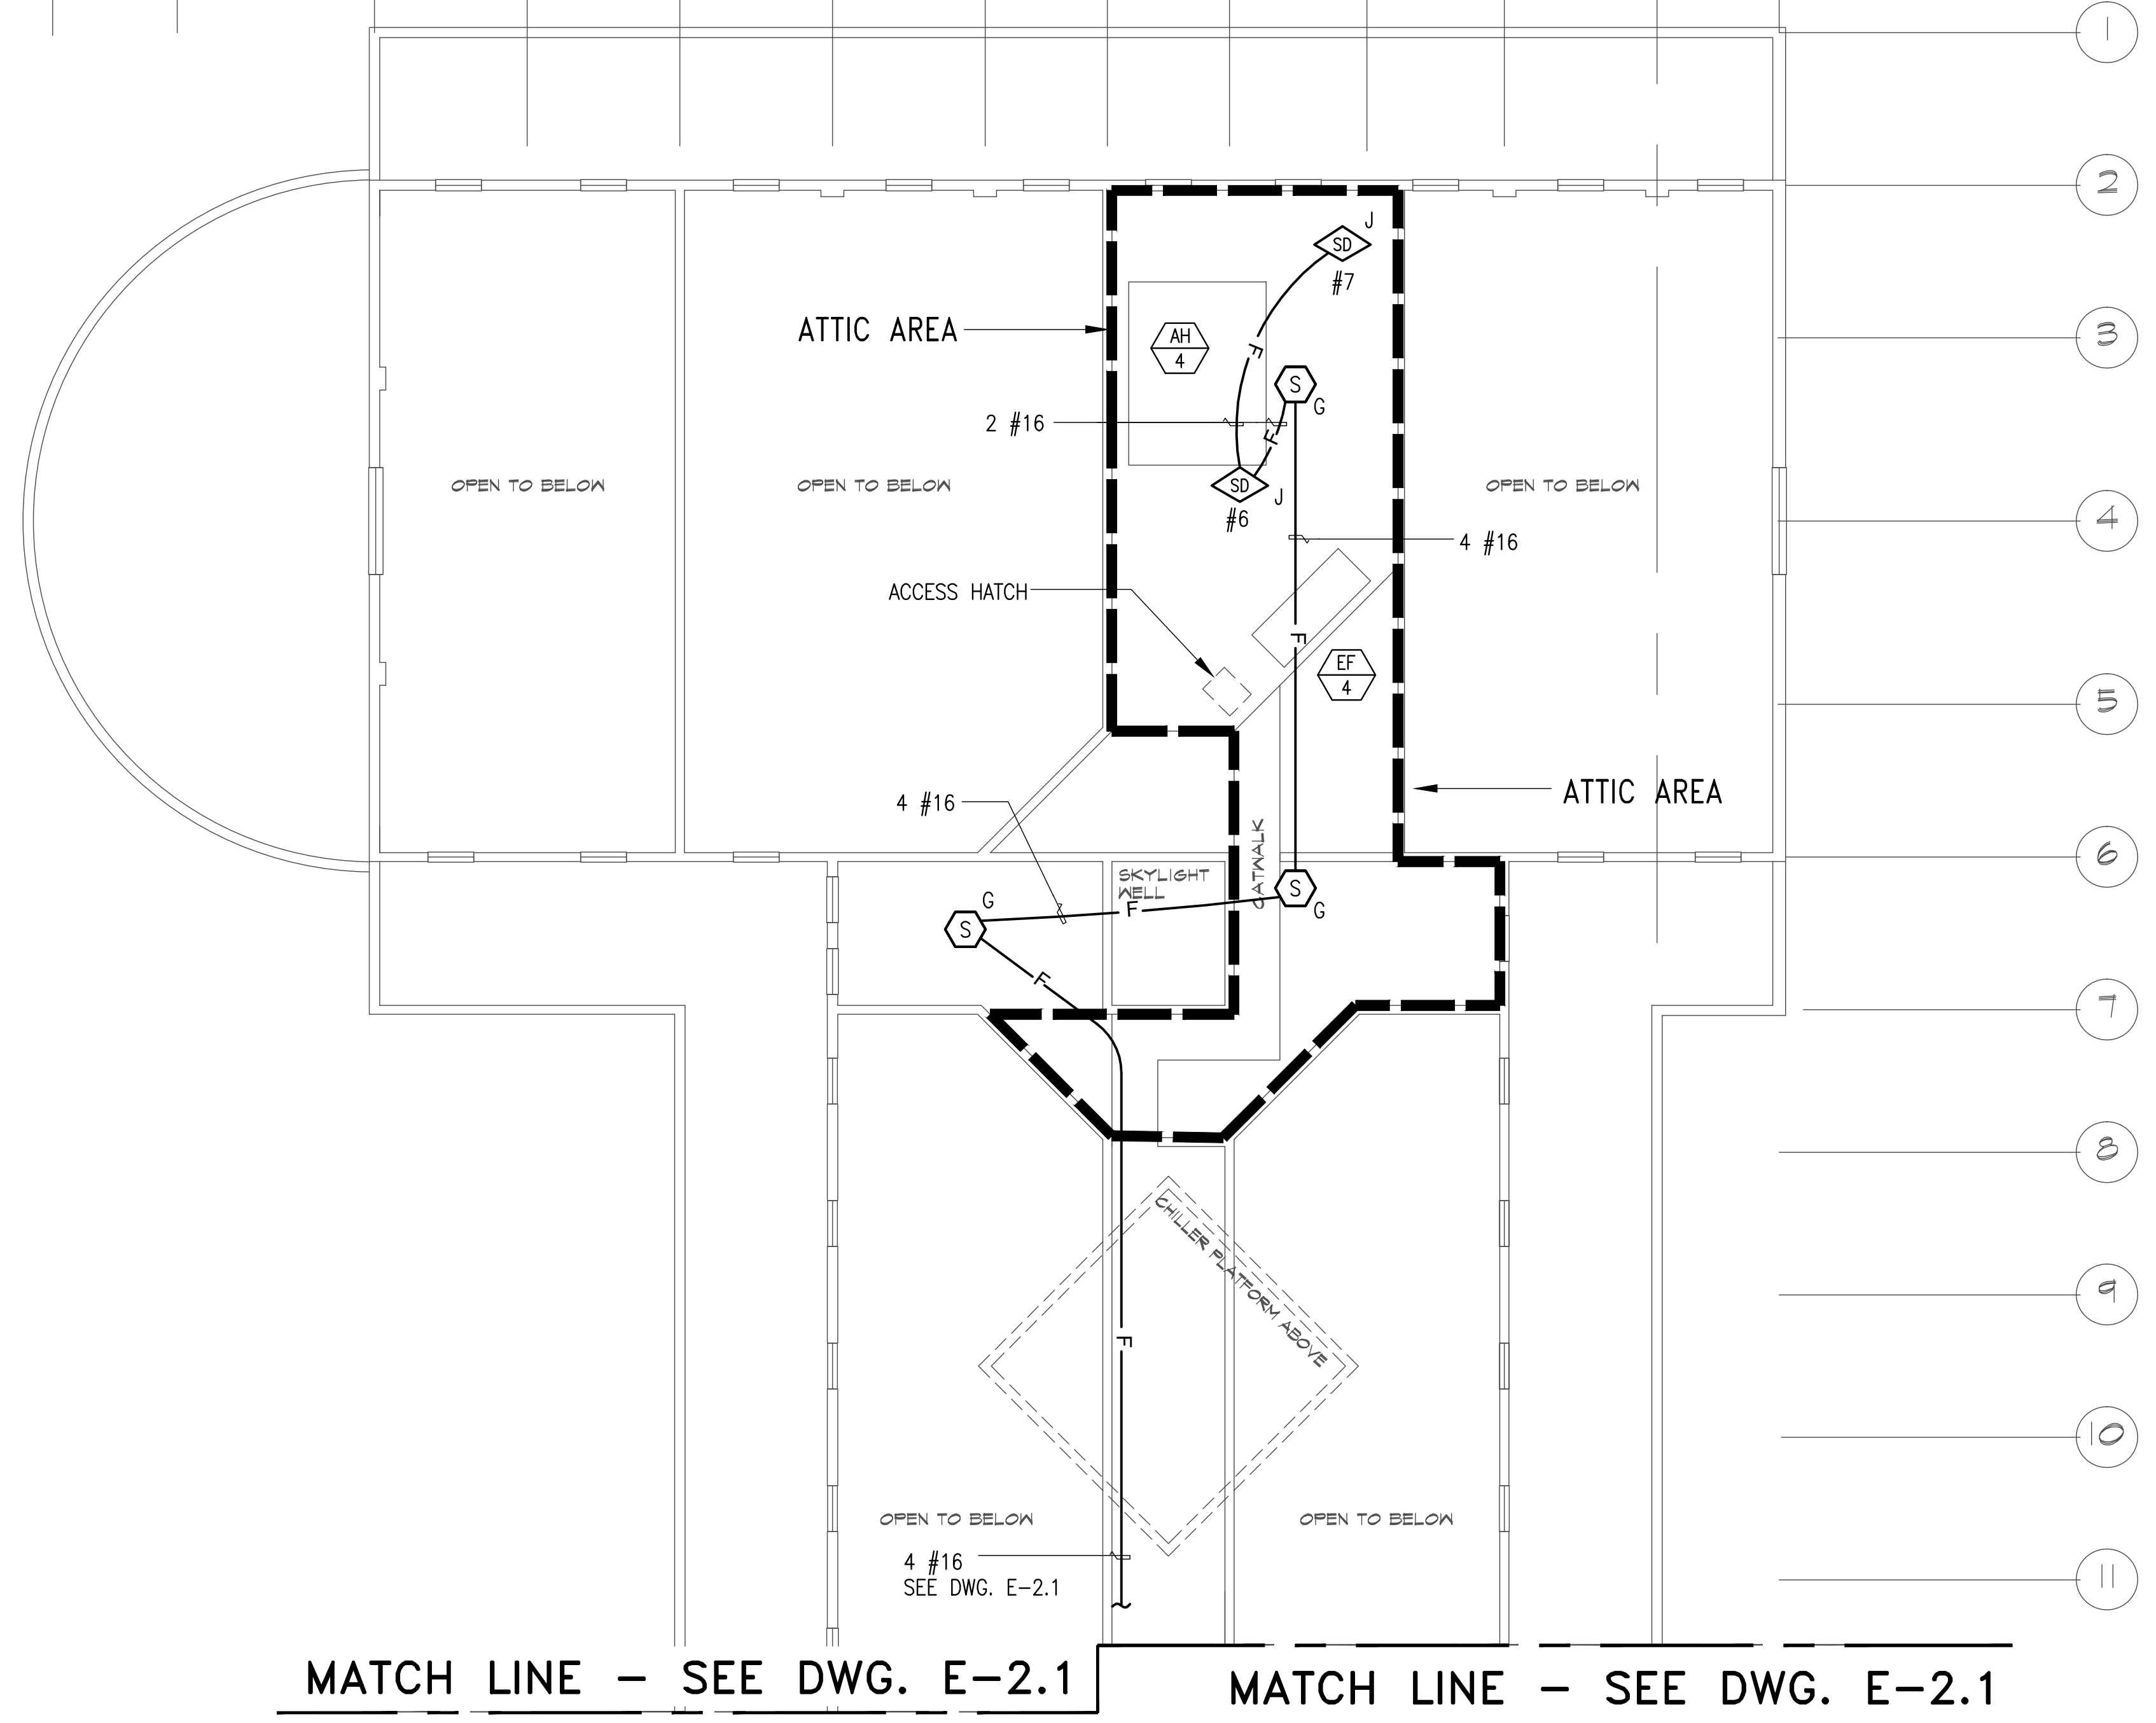 1
2
J
SD
#7
3
ATTIC AREA
AH
4
F
S
G
2 #16
F
OPEN TO BELOW
OPEN TO BELOW
SD
J
#6
OPEN TO BELOW
4
4 #16
ACCESS HATCH
F
EF
4
5
4 #16
ATTIC AREA
CATWALK
6
SKYLIGHT
WELL
S
G
G
F
S
F
7
8
CHILLER PLATFORM ABOVE
9
F
10
OPEN TO BELOW
OPEN TO BELOW
4 #16
SEE DWG. E-2.1
11
MATCH LINE - SEE DWG. E-2.1
MATCH LINE - SEE DWG. E-2.1